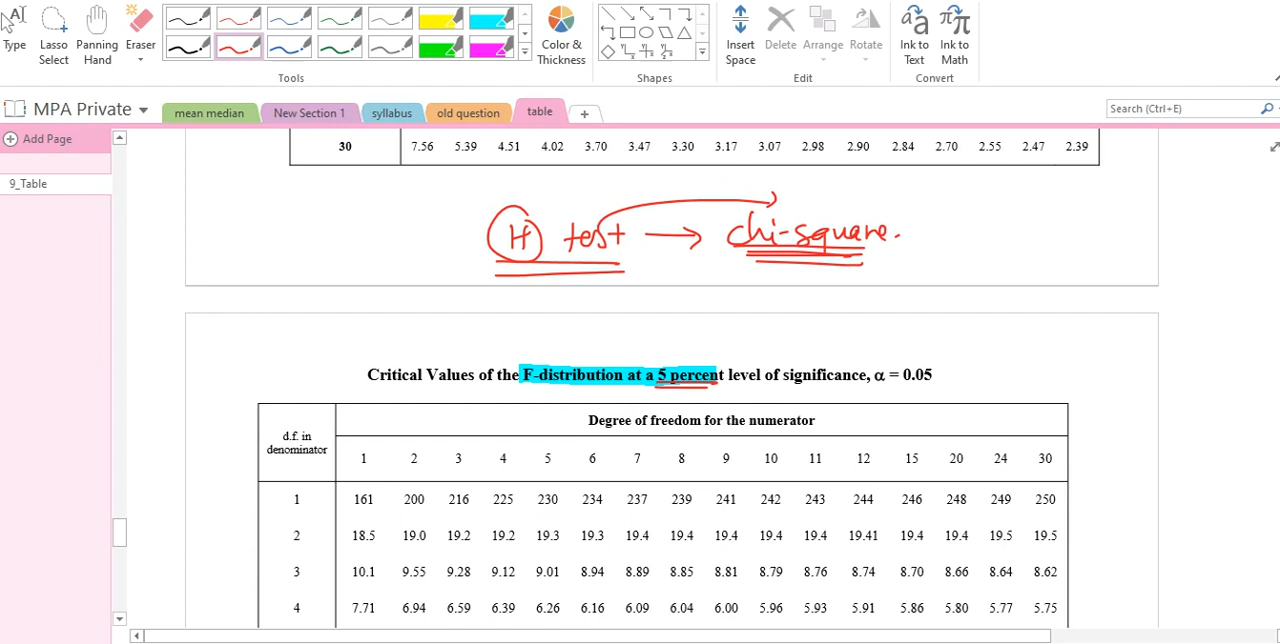 Type
Lasso Select
Panning Hand
Eraser
Color & Thickness
Insert Space
Delete
Arrange
Rotate
Ink to Text
Ink to Math
Tools
Shapes
Edit
Convert
MPA Private
mean median
New Section 1
syllabus
old question
table
Search (Ctrl+E)
Add Page
9_Table
30 7.56 5.39 4.51 4.02 3.70 3.47 3.30 3.17 3.07 2.98 2.90 2.84 2.70 2.55 2.47 2.39
H test → chi-square.
Critical Values of the F-distribution at a 5 percent level of significance, α = 0.05
d.f. in denominator
Degree of freedom for the numerator
1 2 3 4 5 6 7 8 9 10 11 12 15 20 24 30
1 161 200 216 225 230 234 237 239 241 242 243 244 246 248 249 250
2 18.5 19.0 19.2 19.2 19.3 19.3 19.4 19.4 19.4 19.4 19.4 19.41 19.4 19.4 19.5 19.5
3 10.1 9.55 9.28 9.12 9.01 8.94 8.89 8.85 8.81 8.79 8.76 8.74 8.70 8.66 8.64 8.62
4 7.71 6.94 6.59 6.39 6.26 6.16 6.09 6.04 6.00 5.96 5.93 5.91 5.86 5.80 5.77 5.75